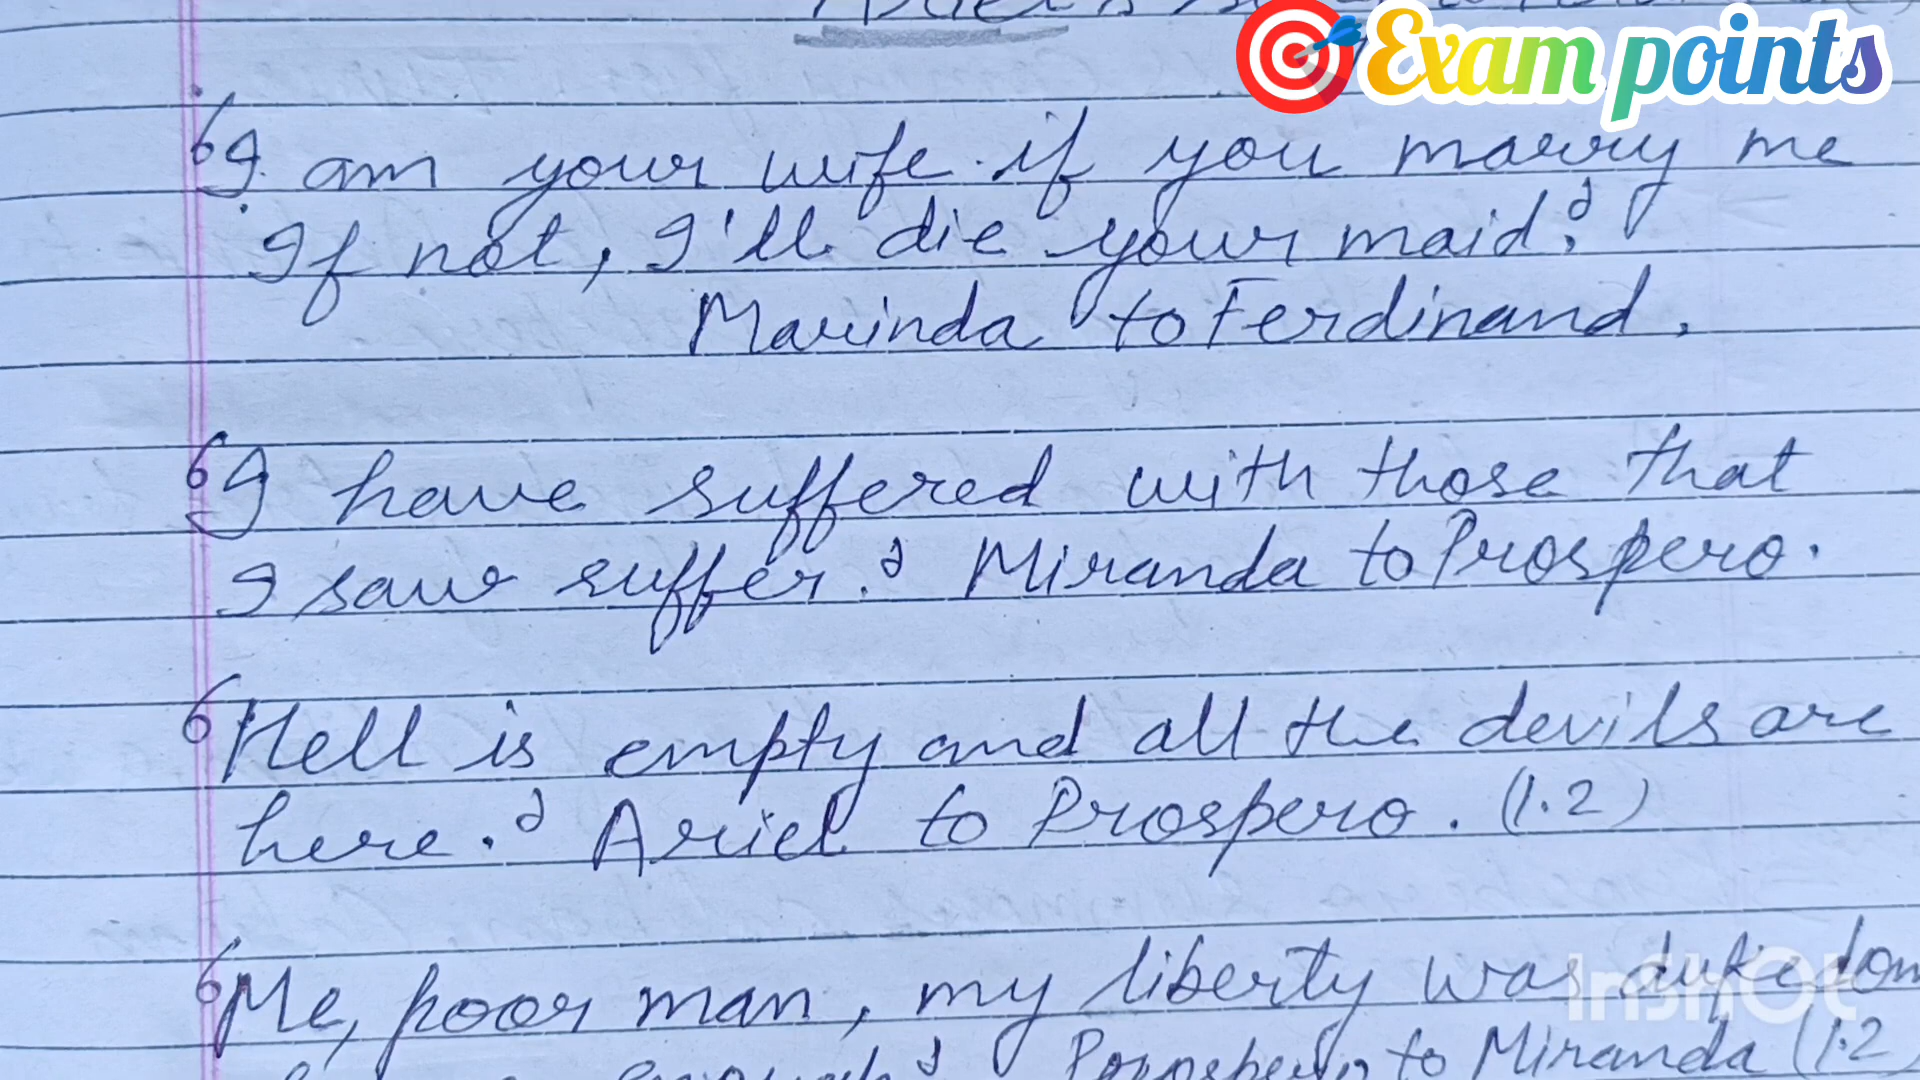 Exam points
'I am your wife if you marry me
If not, I'll die your maid.'
Marinda to Ferdinand.
'I have suffered with those that
I saw suffer.' Miranda to Prospero.
'Hell is empty and all the devils are
here.' Ariel to Prospero. (1.2)
'Me, poor man, my liberty was dukedom
enough' Prospero to Miranda (1.2
InShOt